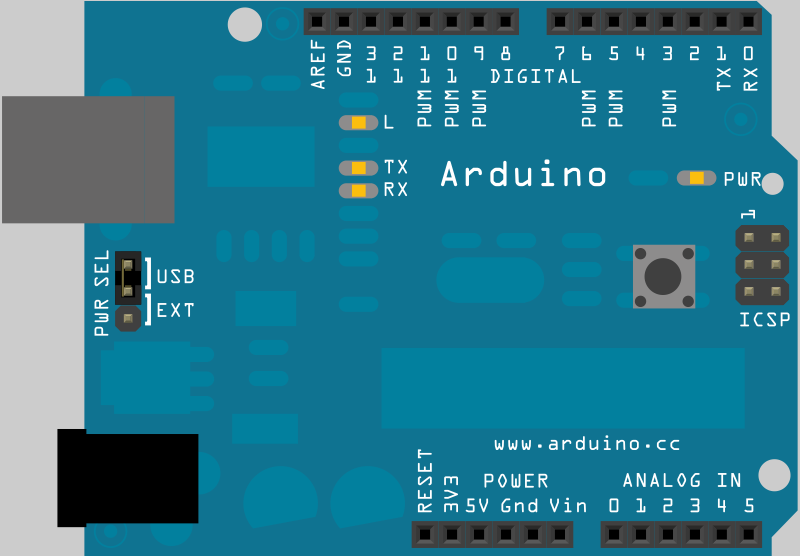 AREF GND 13 12 11 10 9 8 7 6 5 4 3 2 1 0
TX RX
DIGITAL
PWM PWM PWM PWM PWM PWM
L
TX
RX
Arduino
PWR
1
PWR SEL
USB
EXT
ICSP
www.arduino.cc
RESET 3V3
POWER
ANALOG IN
5V Gnd Vin 0 1 2 3 4 5